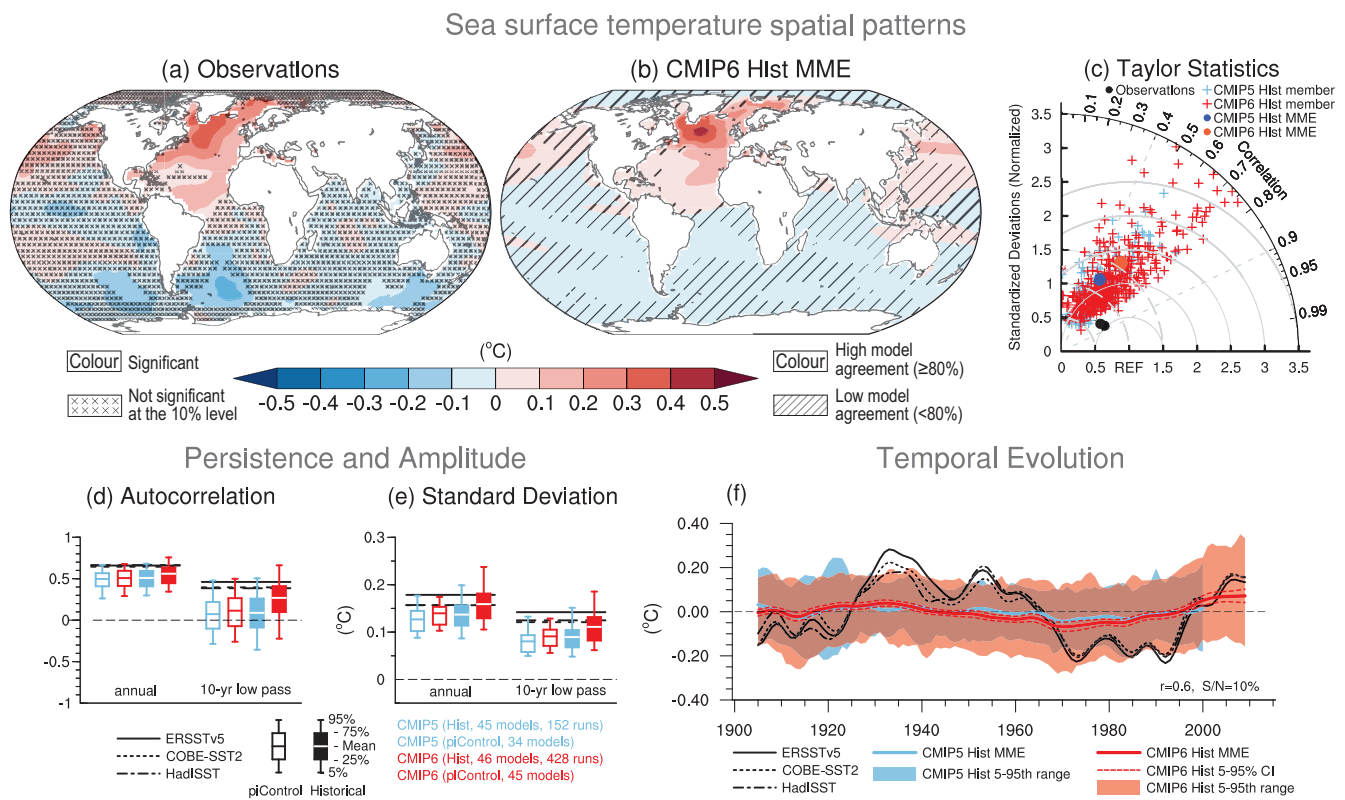 Sea surface temperature spatial patterns
(a) Observations
(b) CMIP6 HIst MME
(c) Taylor Statistics
Observations
CMIP5 HIst member
CMIP6 HIst member
CMIP5 HIst MME
CMIP6 HIst MME
Standardized Deviations (Normalized)
3.5
3
2.5
2
1.5
1
0.5
0
0 0.5 REF 1.5 2 2.5 3 3.5
0.1 0.2 0.3 0.4 0.5 0.6 0.7 0.8 0.9 0.95 0.99
Correlation
Colour Significant
Not significant
at the 10% level
(°C)
-0.5 -0.4 -0.3 -0.2 -0.1 0 0.1 0.2 0.3 0.4 0.5
Colour High model
agreement (≥80%)
Low model
agreement (<80%)
Persistence and Amplitude
(d) Autocorrelation
1
0.5
0
-0.5
-1
annual 10-yr low pass
(e) Standard Deviation
(°C)
0.3
0.2
0.1
0
annual 10-yr low pass
ERSSTv5
COBE-SST2
HadISST
95%
- 75%
- Mean
- 25%
5%
piControl Historical
CMIP5 (Hist, 45 models, 152 runs)
CMIP5 (piControl, 34 models)
CMIP6 (Hist, 46 models, 428 runs)
CMIP6 (piControl, 45 models)
Temporal Evolution
(f)
(°C)
0.40
0.20
0.00
-0.20
-0.40
r=0.6, S/N=10%
1900 1920 1940 1960 1980 2000
ERSSTv5
COBE-SST2
HadISST
CMIP5 Hist MME
CMIP5 Hist 5-95th range
CMIP6 Hist MME
CMIP6 Hist 5-95% CI
CMIP6 Hist 5-95th range